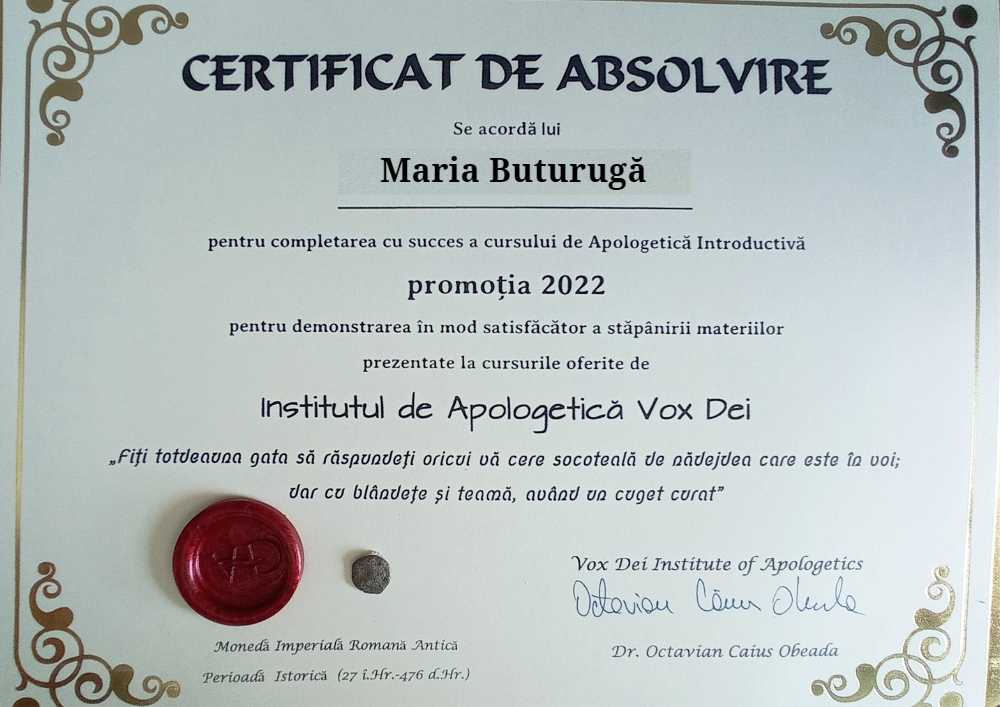 CERTIFICAT DE ABSOLVIRE
Se acordă lui
Maria Buturugă
pentru completarea cu succes a cursului de Apologetică Introductivă
promoția 2022
pentru demonstrarea în mod satisfăcător a stăpânirii materiilor
prezentate la cursurile oferite de
Institutul de Apologetică Vox Dei
„Fiți totdeauna gata să răspundeți oricui vă cere socoteală de nădejdea care este în voi;
dar cu blândețe și teamă, având un cuget curat”
Vox Dei Institute of Apologetics
Octavian Caius Obeada
Monedă Imperială Romană Antică
Dr. Octavian Caius Obeada
Perioadă Istorică (27 î.Hr.-476 d.Hr.)